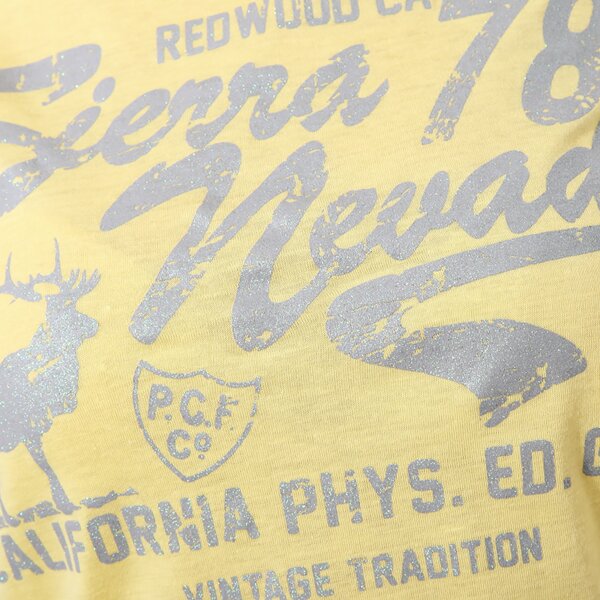 REDWOOD CA
Sierra 78
Nevad
P.C.F
Co
CALIFORNIA PHYS. ED. C
VINTAGE TRADITION